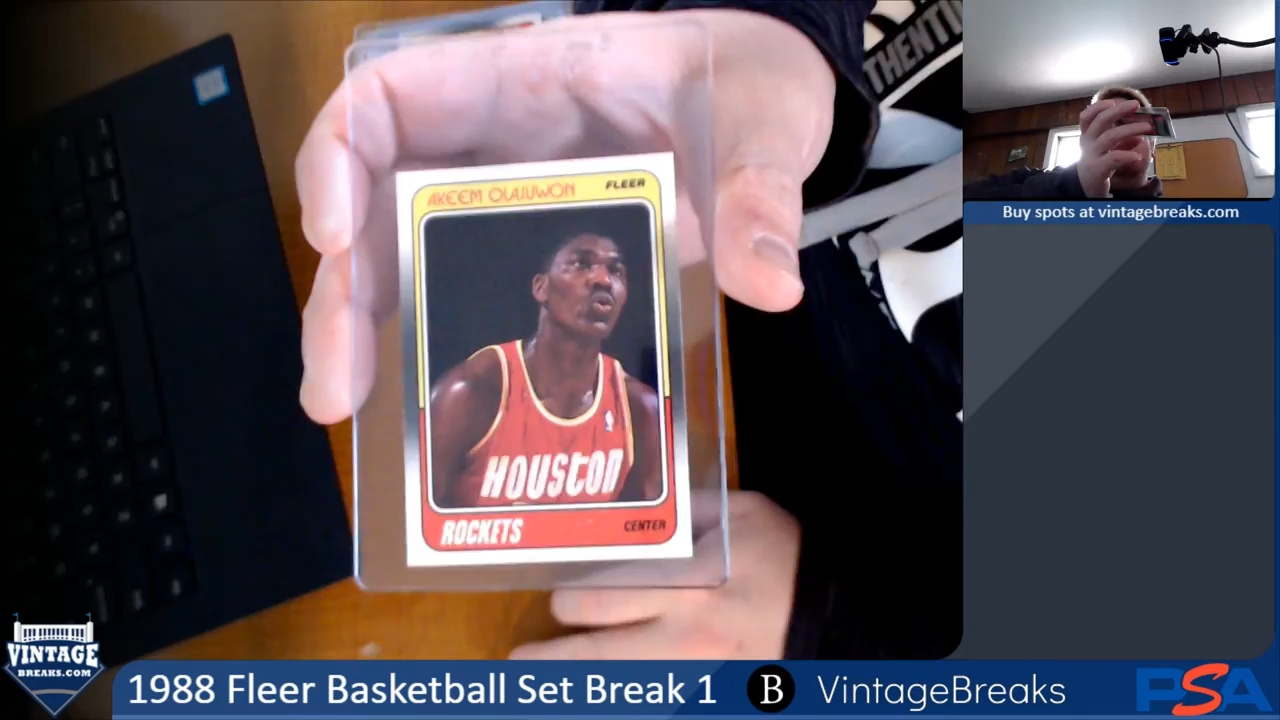 THENTI
AKEEM OLAJUWON
FLEER
HOUSTON
ROCKETS
CENTER
Buy spots at vintagebreaks.com
VINTAGE
BREAKS.COM
1988 Fleer Basketball Set Break 1
B
VintageBreaks
PSA